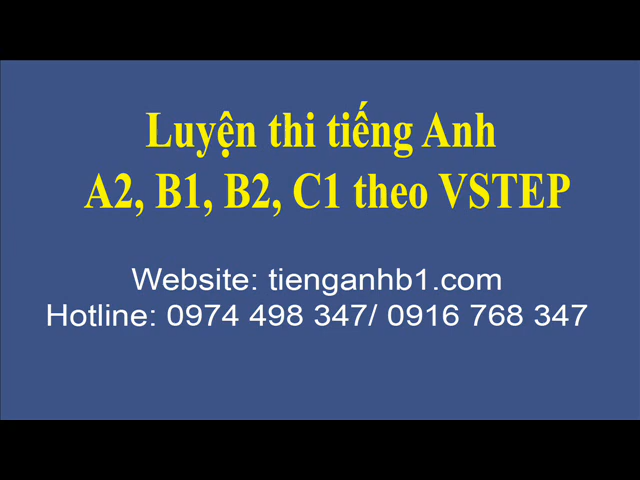 Luyện thi tiếng Anh
A2, B1, B2, C1 theo VSTEP
Website: tienganhb1.com
Hotline: 0974 498 347/ 0916 768 347